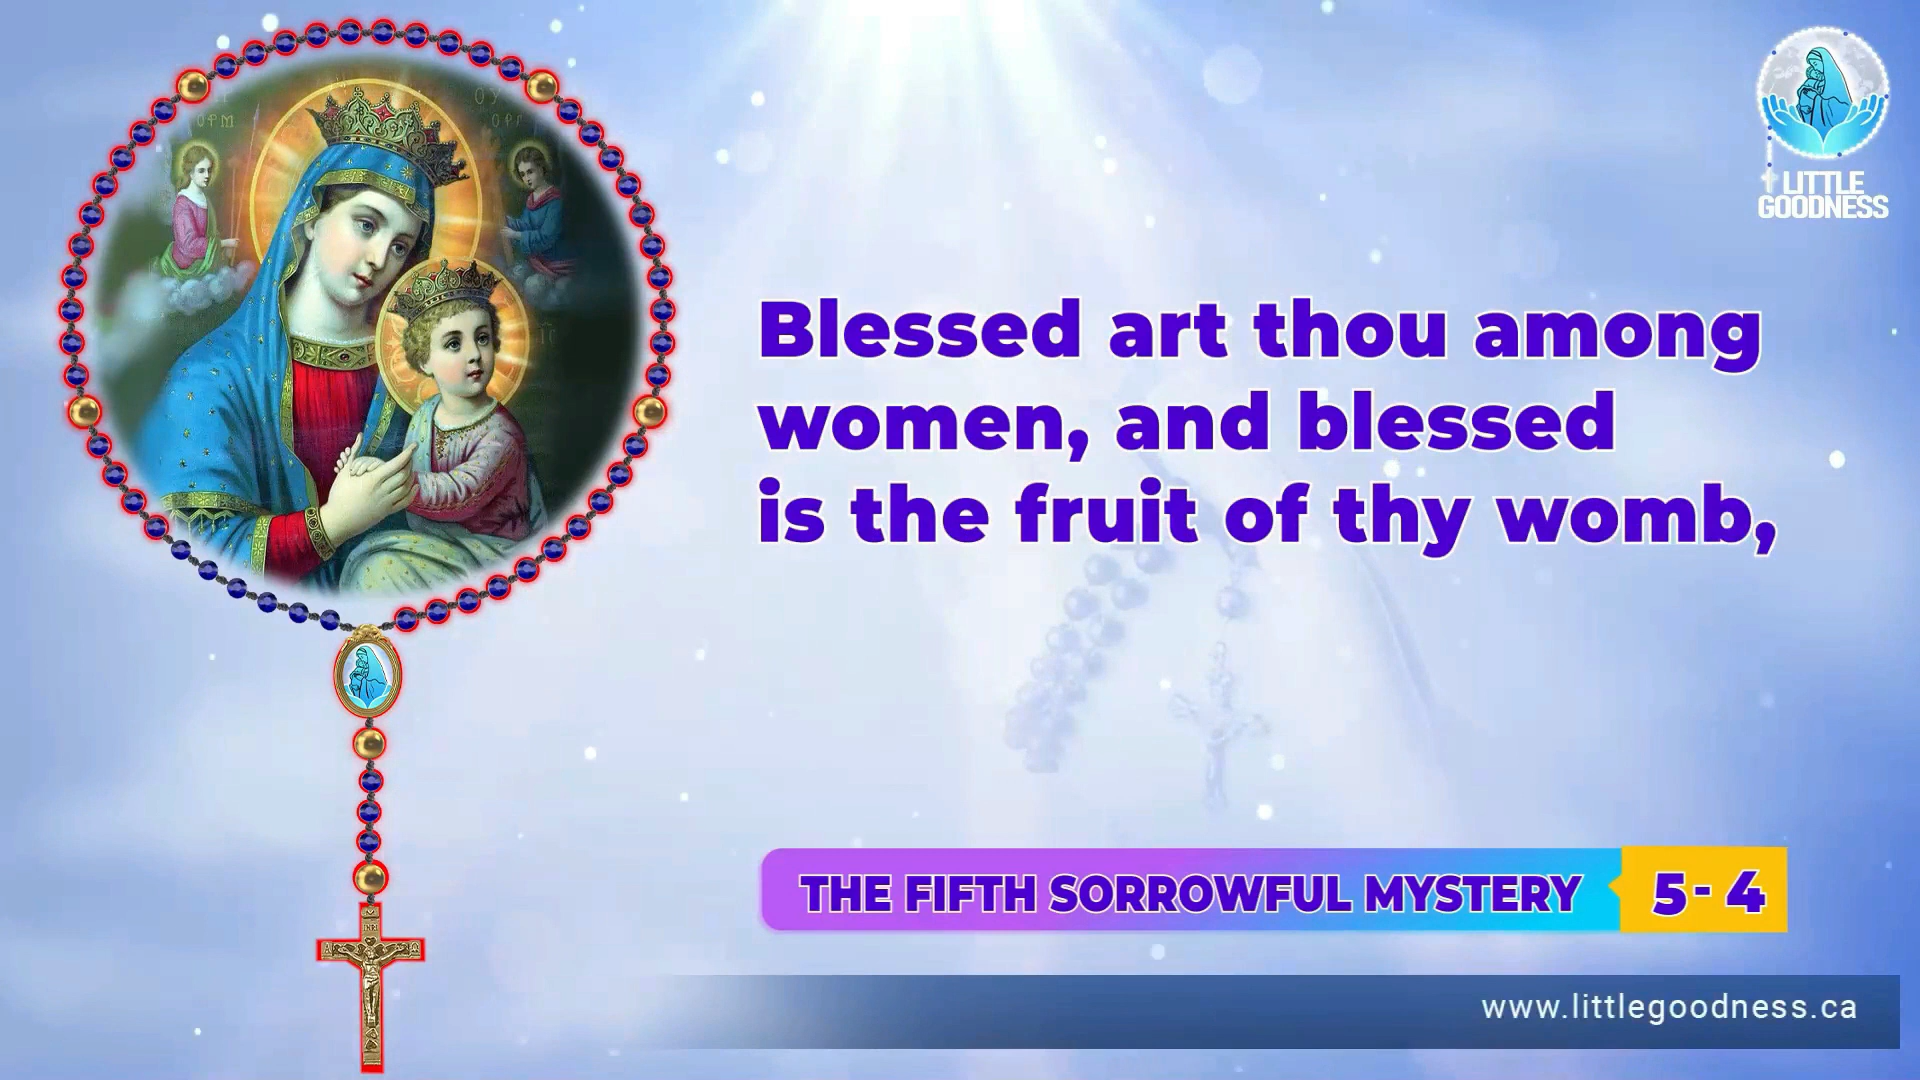 LITTLE
GOODNESS
Blessed art thou among
women, and blessed
is the fruit of thy womb,
THE FIFTH SORROWFUL MYSTERY
5 - 4
www.littlegoodness.ca
INRI